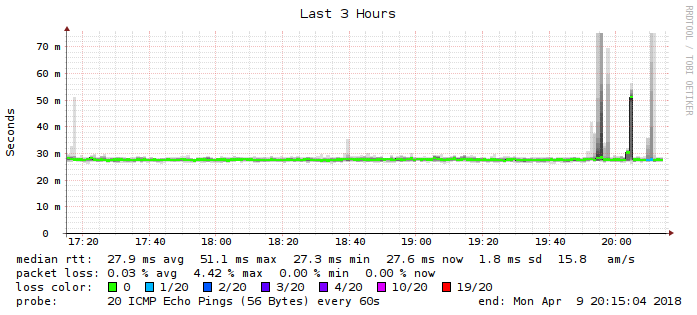 Last 3 Hours
RRDTOOL / TOBI OETIKER
Seconds
70 m
60 m
50 m
40 m
30 m
20 m
10 m
0
17:20 17:40 18:00 18:20 18:40 19:00 19:20 19:40 20:00
median rtt: 27.9 ms avg 51.1 ms max 27.3 ms min 27.6 ms now 1.8 ms sd 15.8 am/s
packet loss: 0.03 % avg 4.42 % max 0.00 % min 0.00 % now
loss color: 0 1/20 2/20 3/20 4/20 10/20 19/20
probe: 20 ICMP Echo Pings (56 Bytes) every 60s end: Mon Apr 9 20:15:04 2018